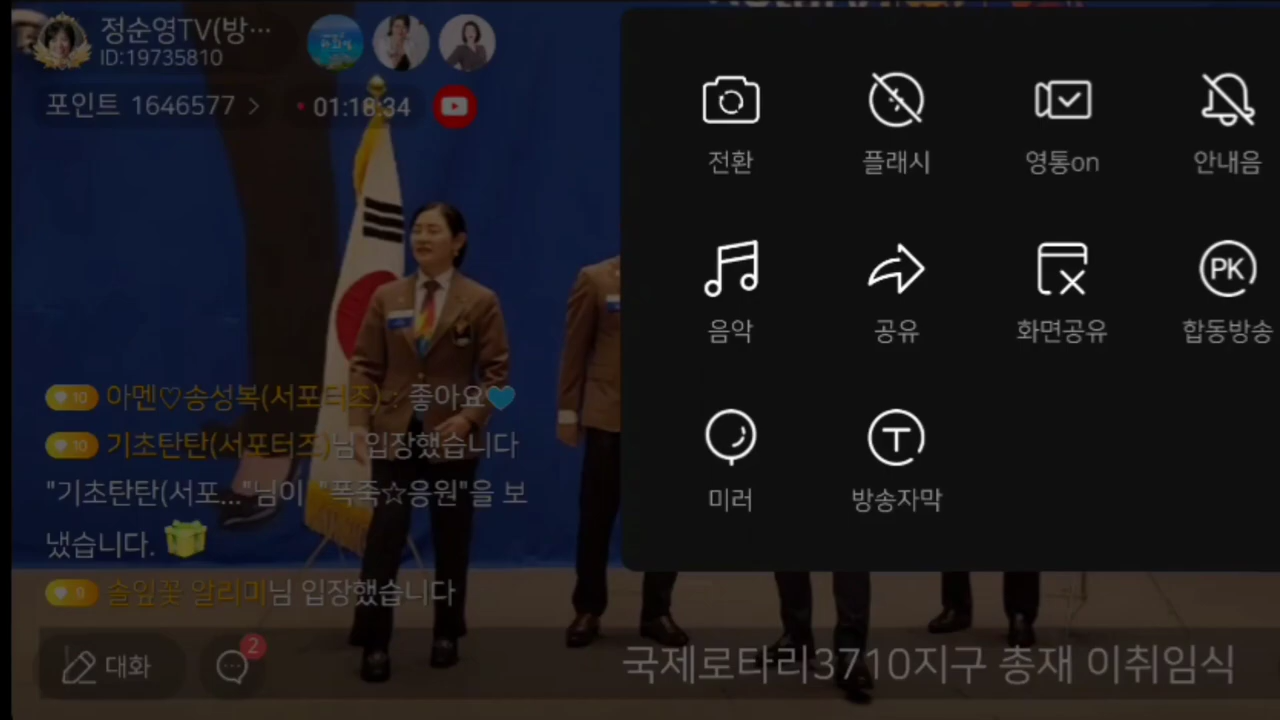 정순영TV(방…
ID:19735810
포인트 1646577 >
01:18:34
전환
플래시
영통on
안내음
음악
공유
화면공유
PK
합동방송
미러
T
방송자막
10 아멘♡송성복(서포터즈) : 좋아요
10 기초탄탄(서포터즈)님 입장했습니다
"기초탄탄(서포..."님이 "폭죽☆응원"을 보
냈습니다.
9 솔잎꽃 알리미님 입장했습니다
대화
2
국제로타리3710지구 총재 이취임식